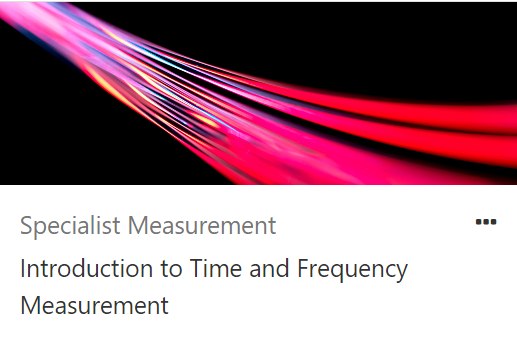 Specialist Measurement
Introduction to Time and Frequency
Measurement